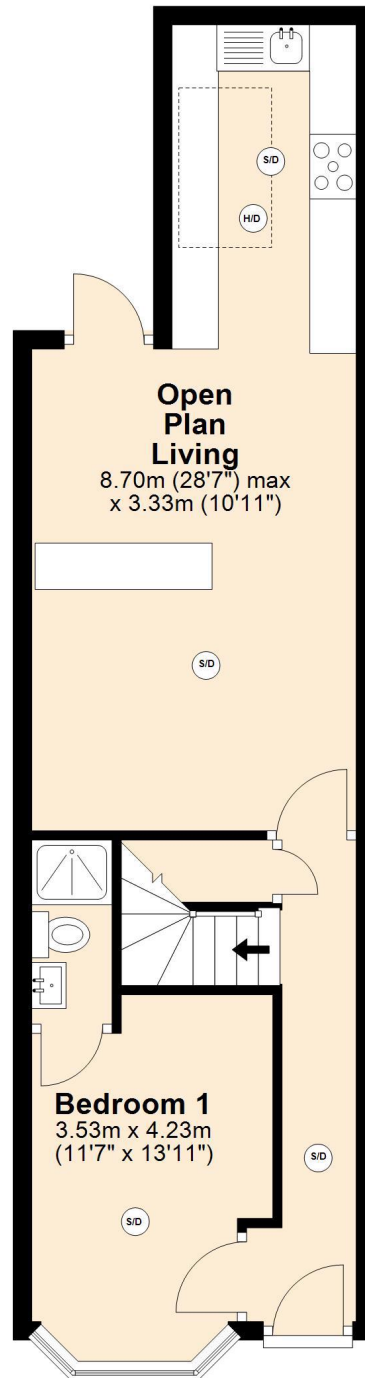 S/D
H/D
Open
Plan
Living
8.70m (28'7") max
x 3.33m (10'11")
S/D
Bedroom 1
3.53m x 4.23m
(11'7" x 13'11")
S/D
S/D